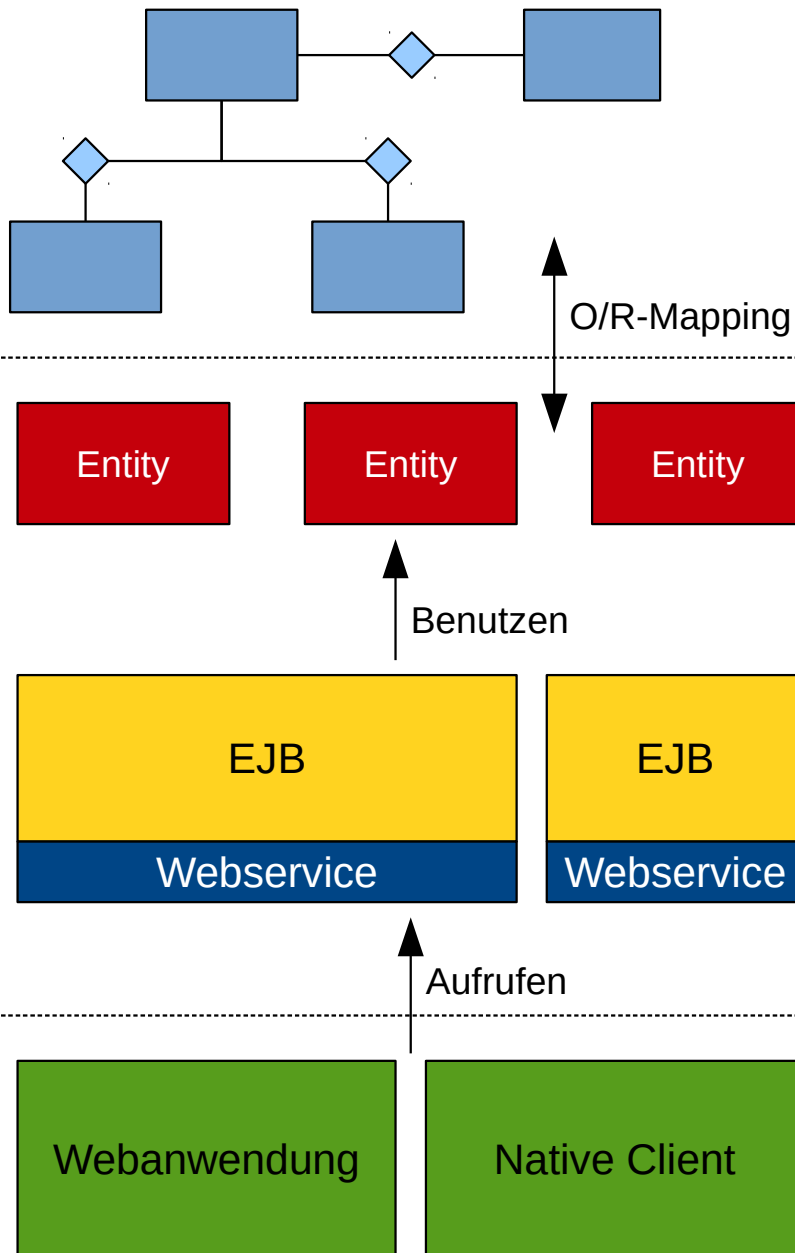 O/R-Mapping
Entity
Entity
Entity
Benutzen
EJB
EJB
Webservice
Webservice
Aufrufen
Webanwendung
Native Client